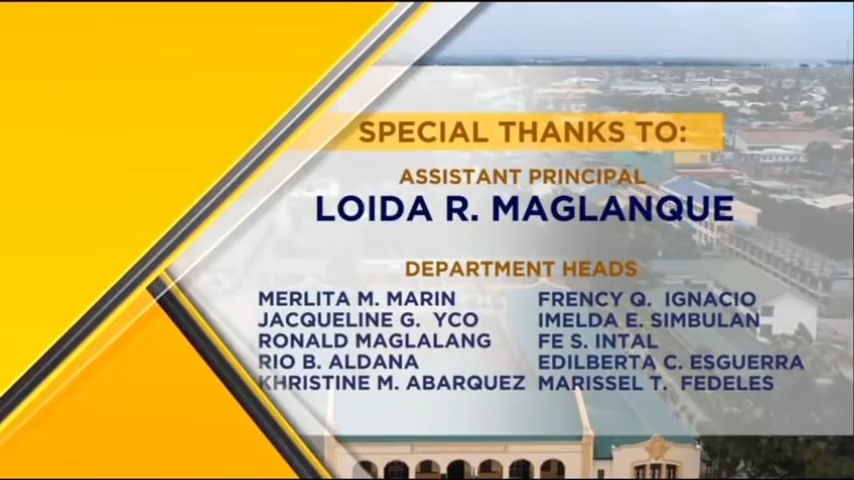 SPECIAL THANKS TO:
ASSISTANT PRINCIPAL
LOIDA R. MAGLANQUE
DEPARTMENT HEADS
MERLITA M. MARIN
JACQUELINE G. YCO
RONALD MAGLALANG
RIO B. ALDANA
KHRISTINE M. ABARQUEZ
FRENCY Q. IGNACIO
IMELDA E. SIMBULAN
FE S. INTAL
EDILBERTA C. ESGUERRA
MARISSEL T. FEDELES